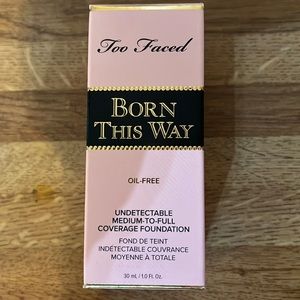 Too Faced
BORN
THIS WAY
OIL-FREE
UNDETECTABLE
MEDIUM-TO-FULL
COVERAGE FOUNDATION
FOND DE TEINT
INDÉTECTABLE COUVRANCE
MOYENNE À TOTALE
30 mL / 1.0 Fl. Oz.